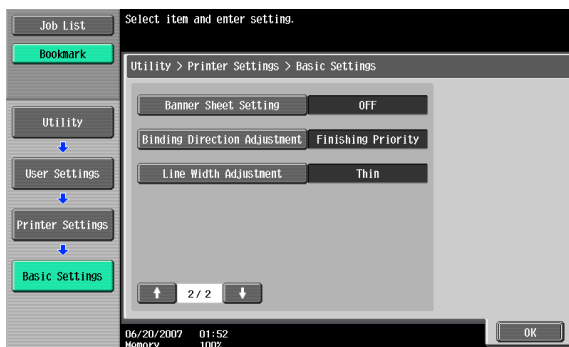 Job List
Bookmark
Select item and enter setting.
Utility > Printer Settings > Basic Settings
Utility
User Settings
Printer Settings
Basic Settings
Banner Sheet Setting OFF
Binding Direction Adjustment Finishing Priority
Line Width Adjustment Thin
2/2
06/20/2007 01:52
Memory 100%
OK